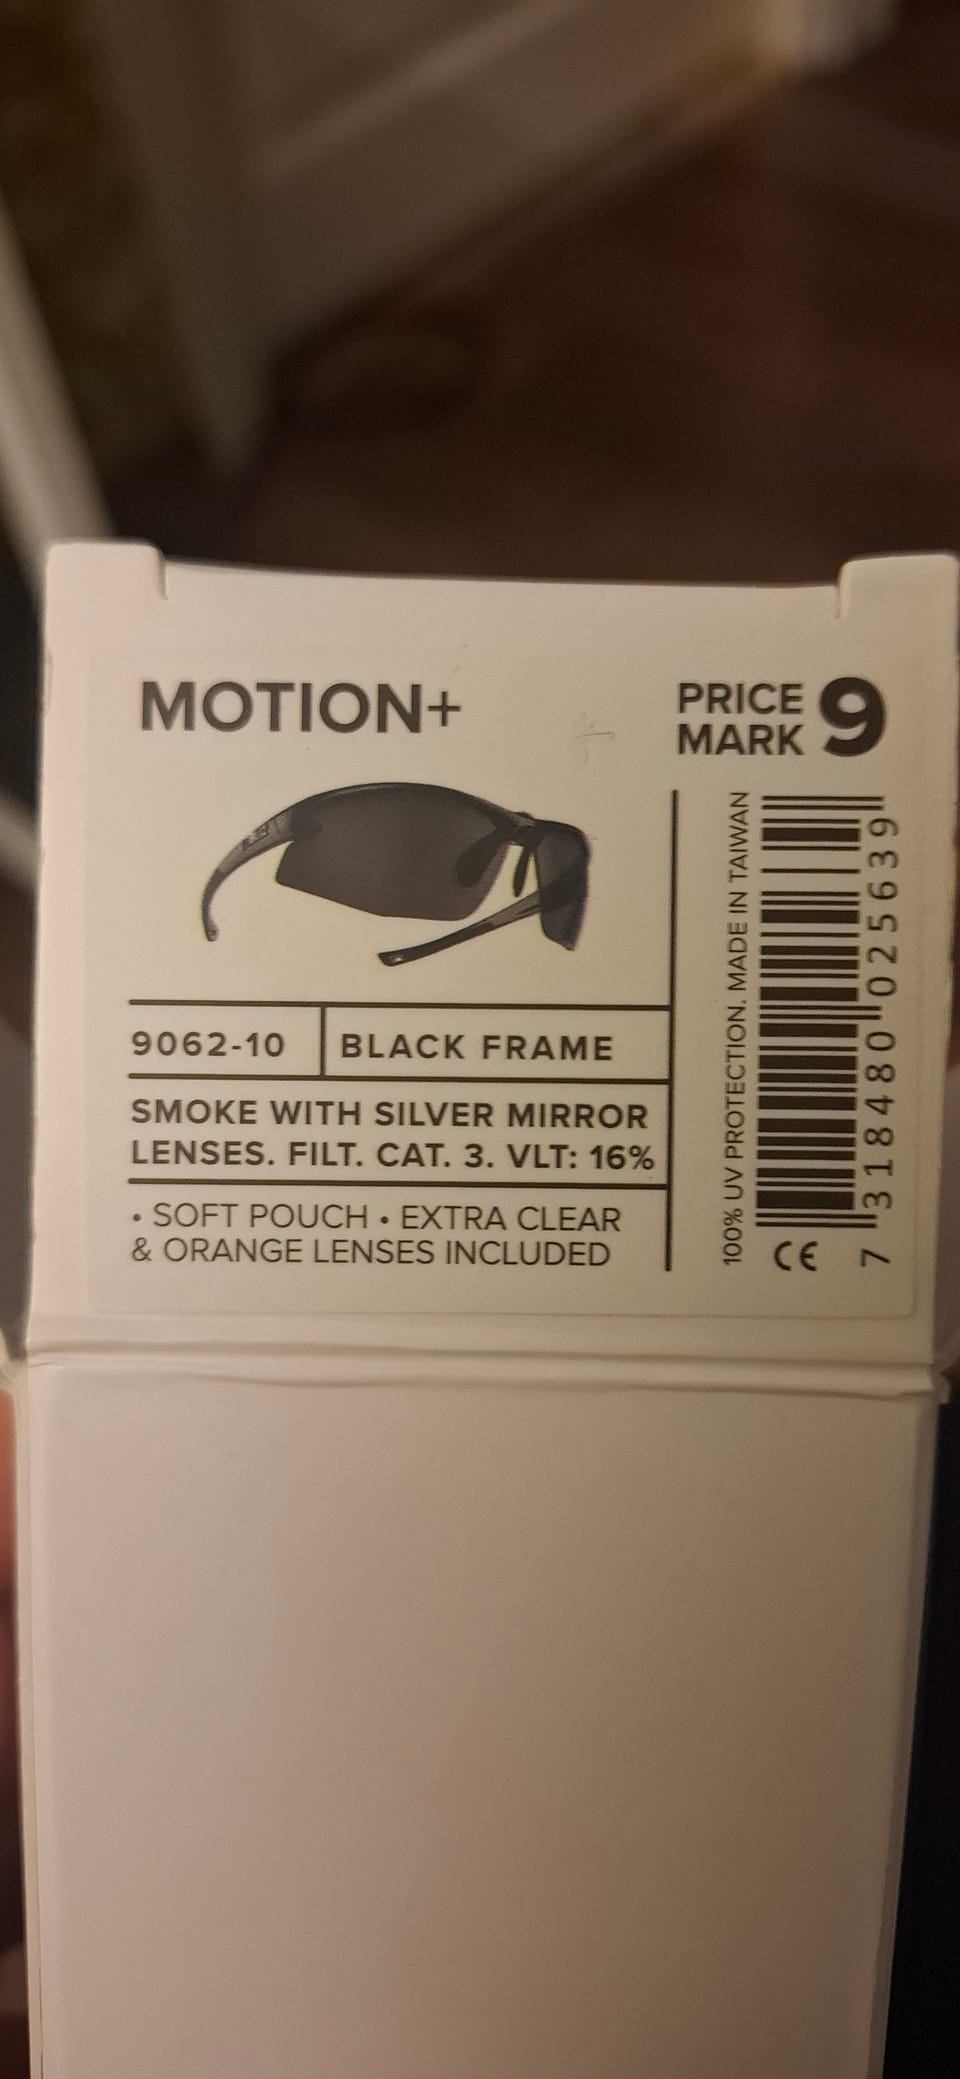 MOTION+
PRICE
MARK 9
9062-10 BLACK FRAME
SMOKE WITH SILVER MIRROR
LENSES. FILT. CAT. 3. VLT: 16%
• SOFT POUCH • EXTRA CLEAR
& ORANGE LENSES INCLUDED
100% UV PROTECTION. MADE IN TAIWAN
CE
7 318480 025639